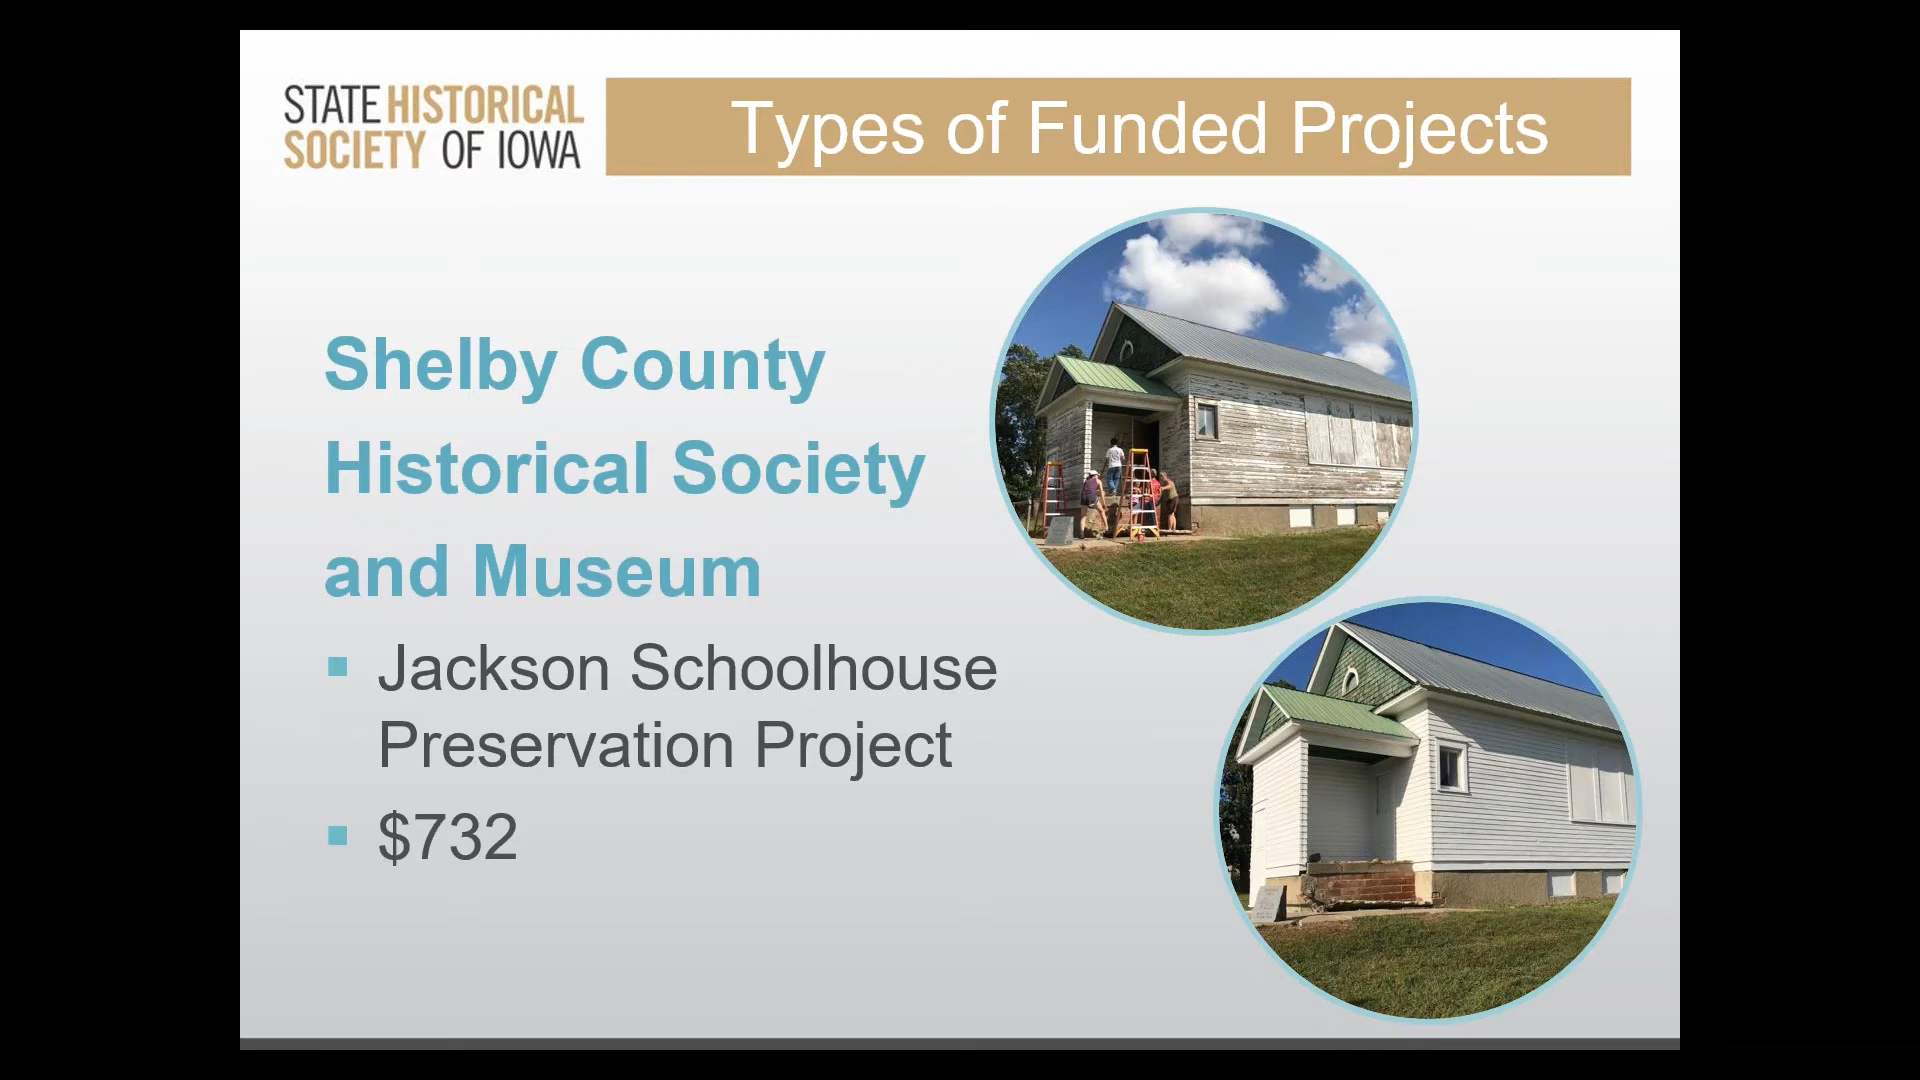 STATE HISTORICAL
SOCIETY OF IOWA
Types of Funded Projects
Shelby County
Historical Society
and Museum
Jackson Schoolhouse
Preservation Project
$732